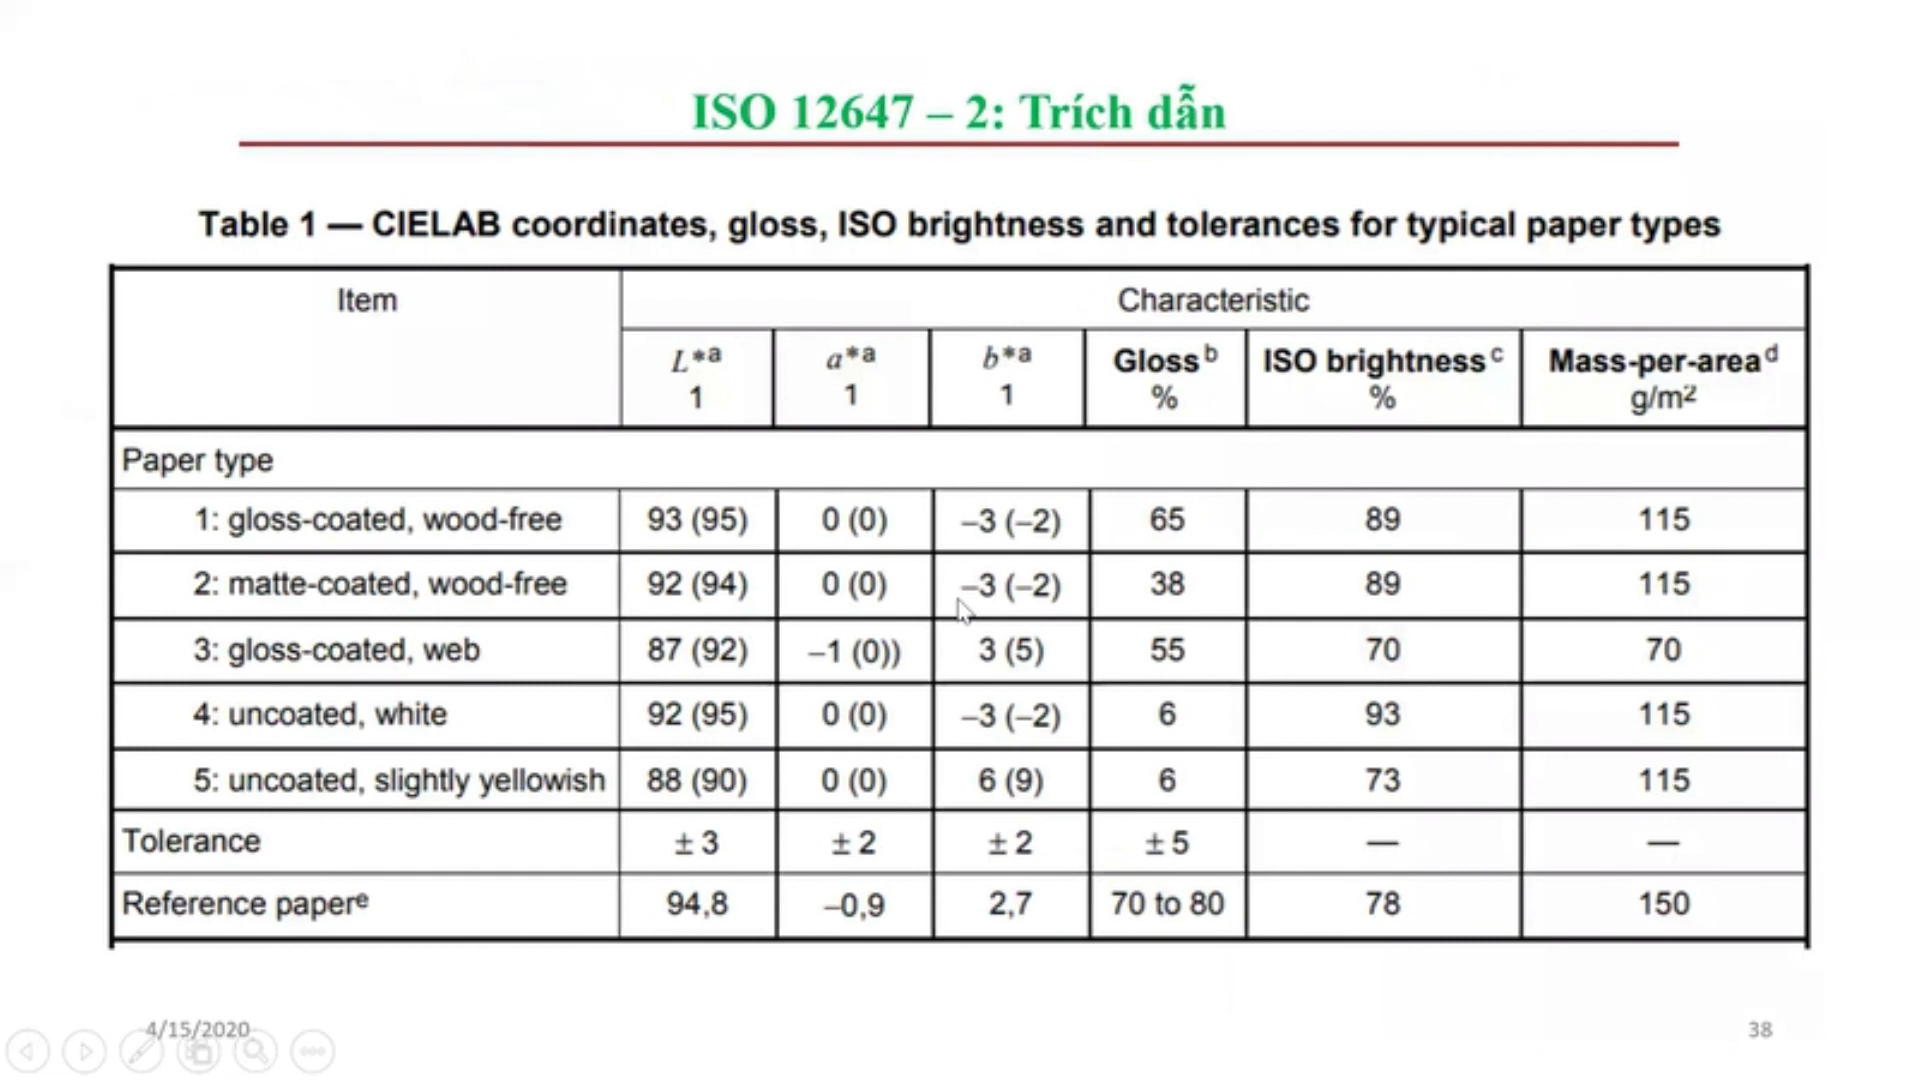 ISO 12647 – 2: Trích dẫn
Table 1 — CIELAB coordinates, gloss, ISO brightness and tolerances for typical paper types
Item Characteristic
L*a a*a b*a Glossb ISO brightnessc Mass-per-aread
1 1 1 % % g/m2
Paper type
1: gloss-coated, wood-free 93 (95) 0 (0) –3 (–2) 65 89 115
2: matte-coated, wood-free 92 (94) 0 (0) –3 (–2) 38 89 115
3: gloss-coated, web 87 (92) –1 (0)) 3 (5) 55 70 70
4: uncoated, white 92 (95) 0 (0) –3 (–2) 6 93 115
5: uncoated, slightly yellowish 88 (90) 0 (0) 6 (9) 6 73 115
Tolerance ± 3 ± 2 ± 2 ± 5 — —
Reference papere 94,8 –0,9 2,7 70 to 80 78 150
4/15/2020 38